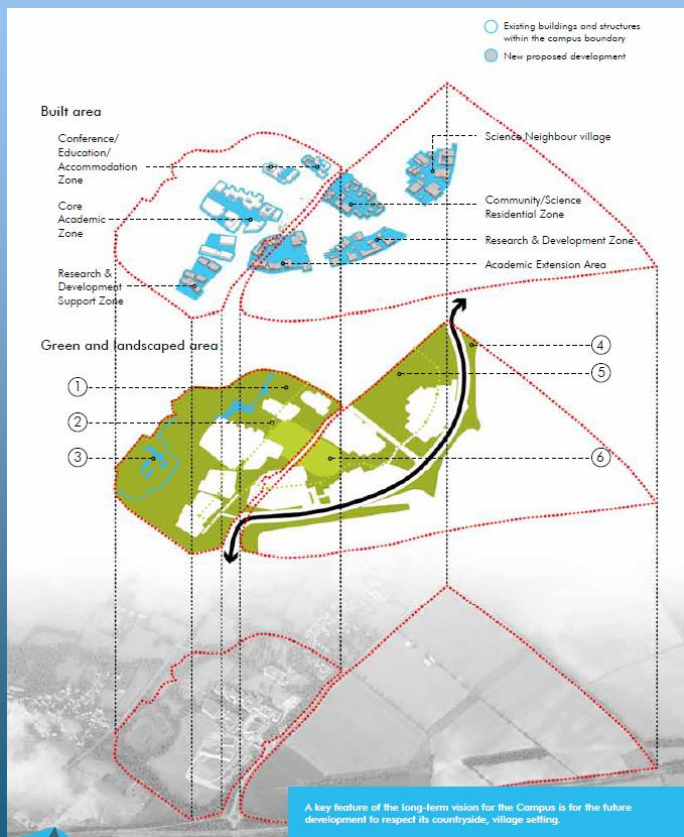 Existing buildings and structures
within the campus boundary
New proposed development
Built area
Conference/
Education/
Accommodation
Zone
Core
Academic
Zone
Research &
Development
Support Zone
Science Neighbour village
Community/Science
Residential Zone
Research & Development Zone
Academic Extension Area
Green and landscaped area
1
2
3
4
5
6
A key feature of the long-term vision for the Campus is for the future
development to respect its countryside, village setting.